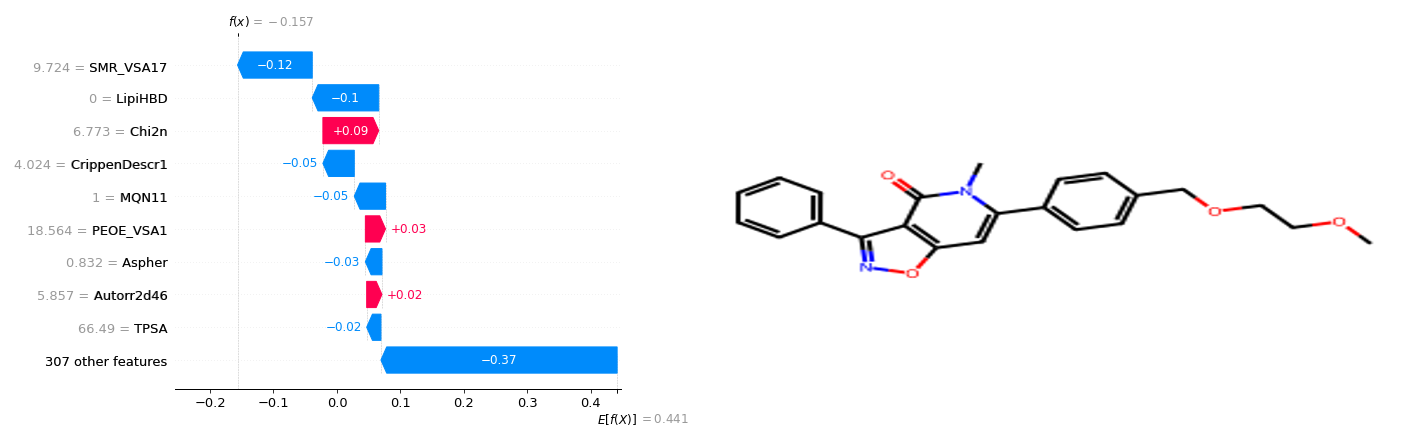 f(x) = −0.157
9.724 = SMR_VSA17
−0.12
0 = LipiHBD
−0.1
6.773 = Chi2n
+0.09
4.024 = CrippenDescr1
−0.05
1 = MQN11
−0.05
18.564 = PEOE_VSA1
+0.03
0.832 = Aspher
−0.03
5.857 = Autorr2d46
+0.02
66.49 = TPSA
−0.02
307 other features
−0.37
−0.2 −0.1 0.0 0.1 0.2 0.3 0.4
E[f(X)] = 0.441
O
N
O
O
N
O